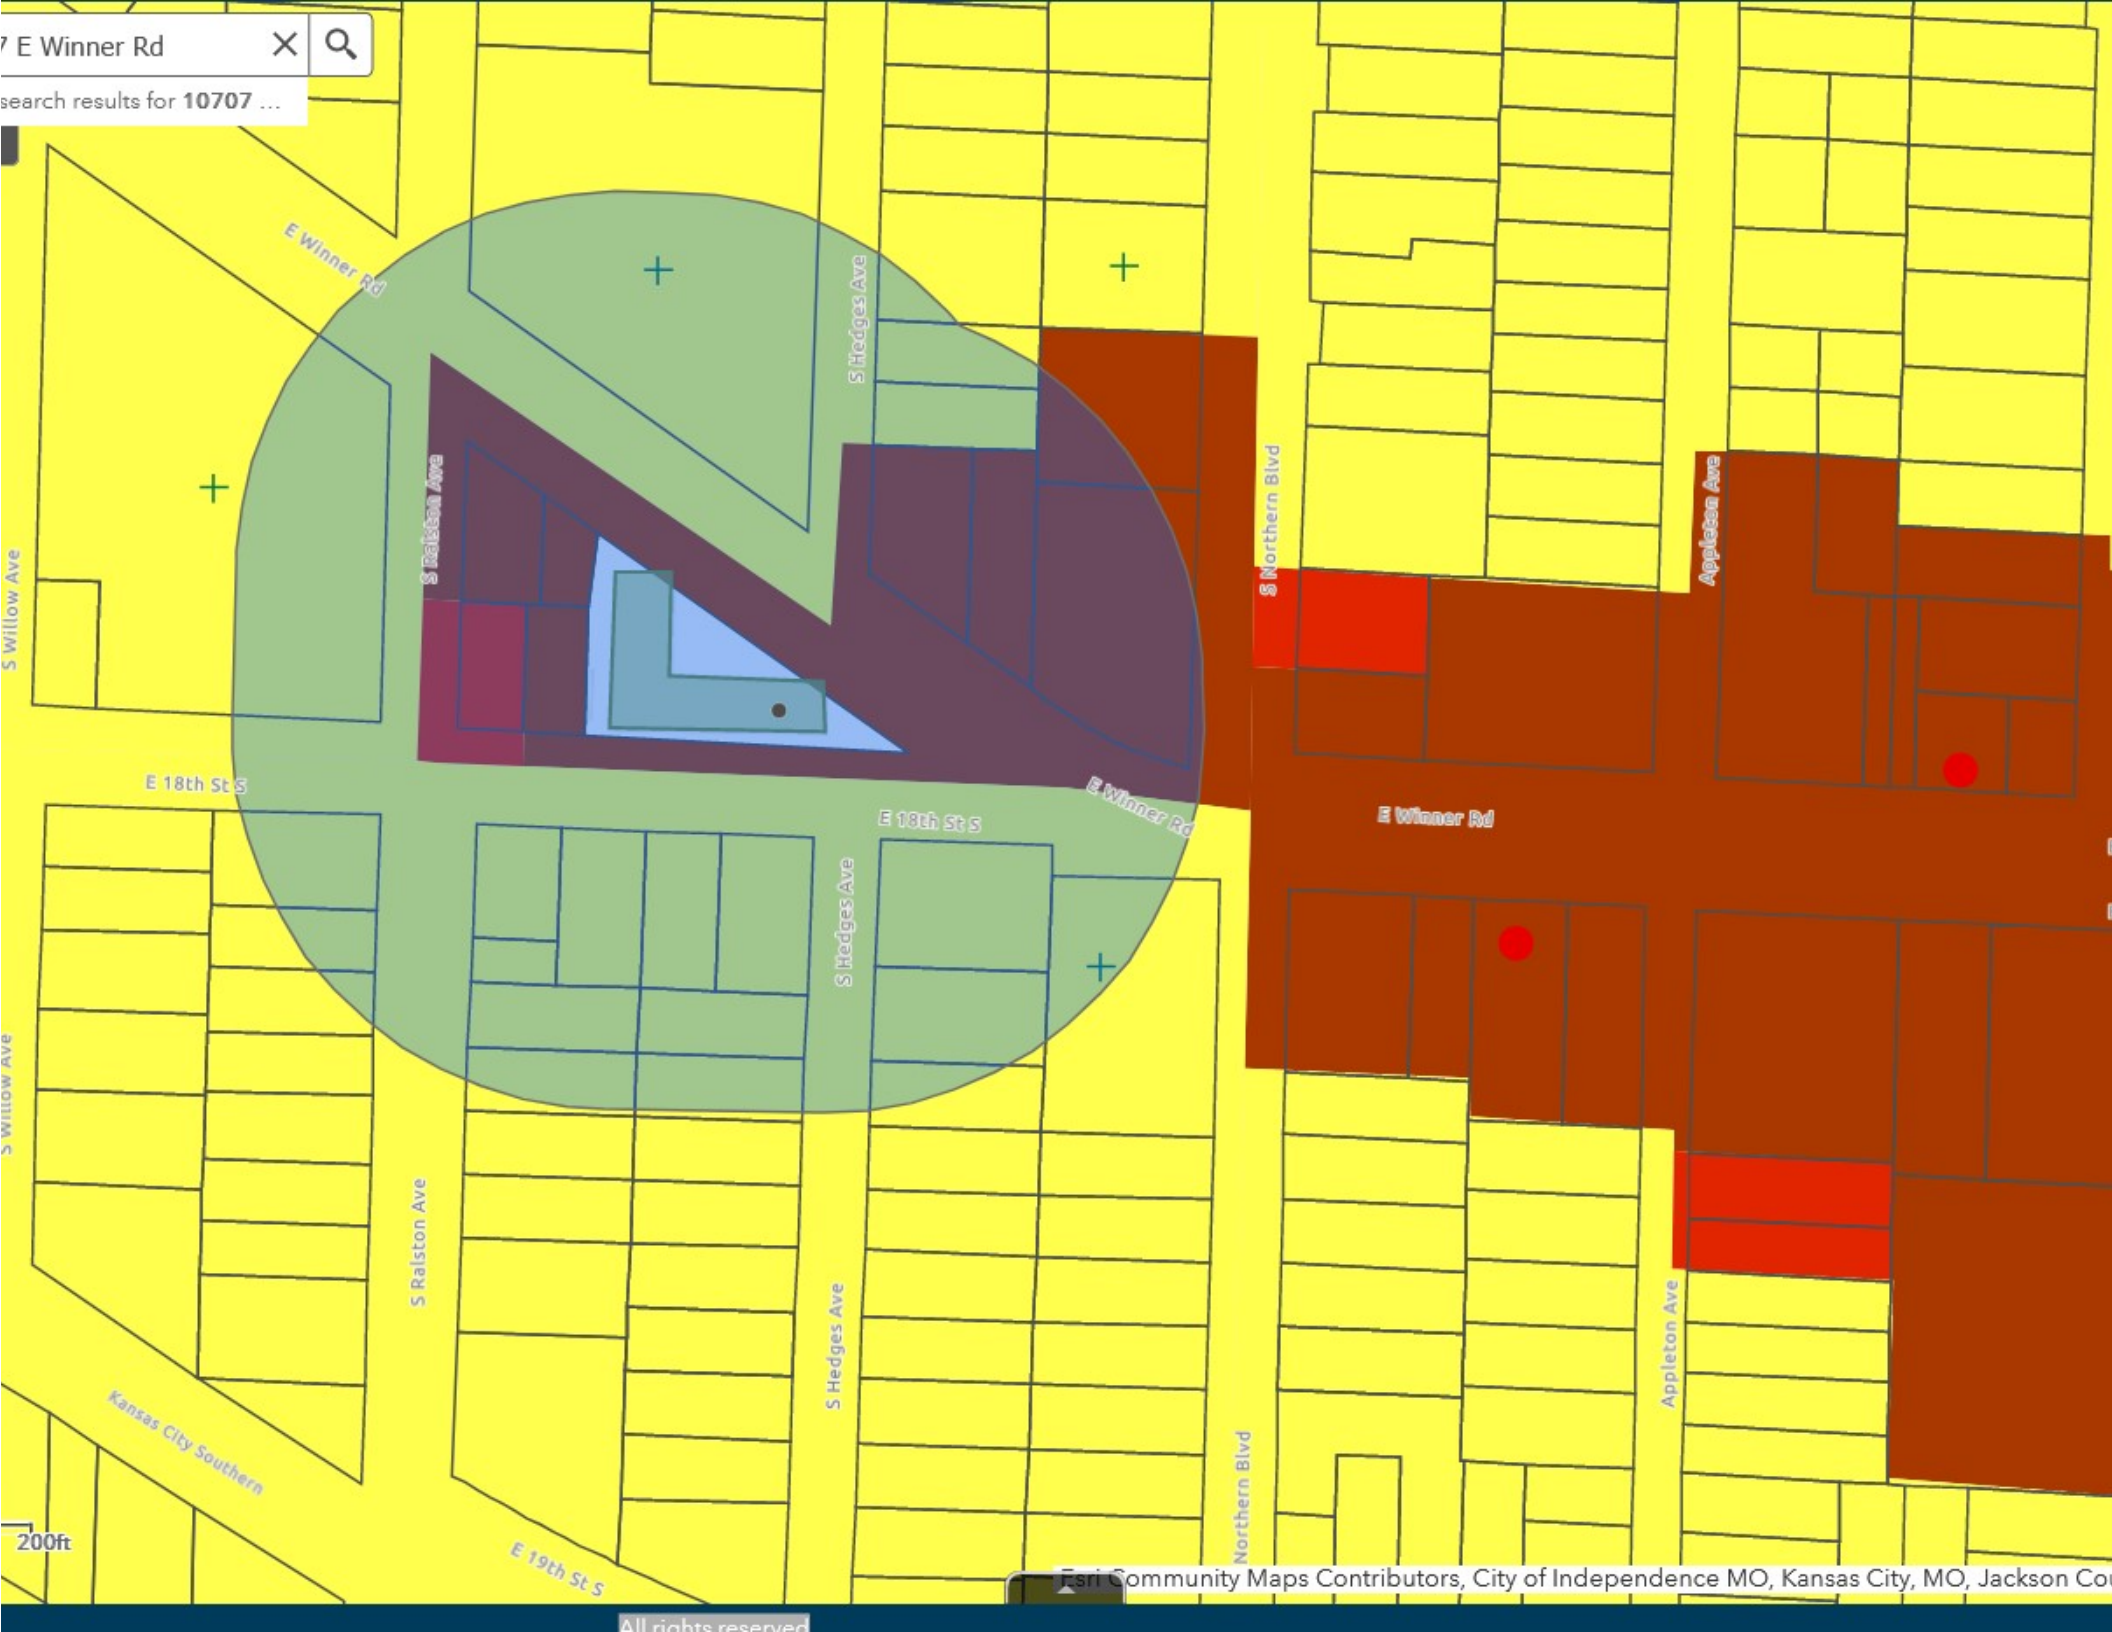 7 E Winner Rd
search results for 10707 ...
E Winner Rd
S Hedges Ave
S Ralston Ave
S Northern Blvd
Appleton Ave
S Willow Ave
E 18th St S
E Winner Rd
E Winner Rd
E 18th St S
S Hedges Ave
S Willow Ave
S Ralston Ave
S Hedges Ave
Appleton Ave
Kansas City Southern
Northern Blvd
200ft
E 19th St S
Esri Community Maps Contributors, City of Independence MO, Kansas City, MO, Jackson Cou
All rights reserved